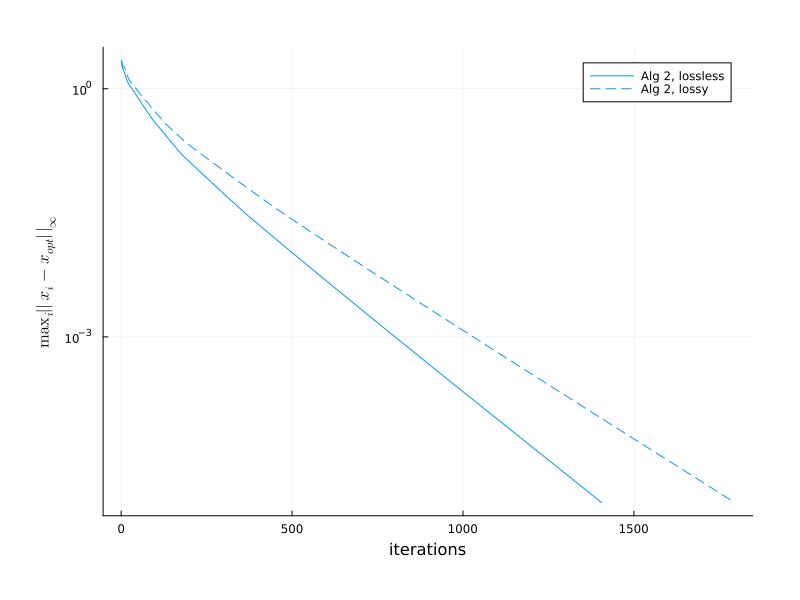 Alg 2, lossless
Alg 2, lossy
10^0
10^−3
max_i || x_i − x_opt ||_∞
0 500 1000 1500
iterations